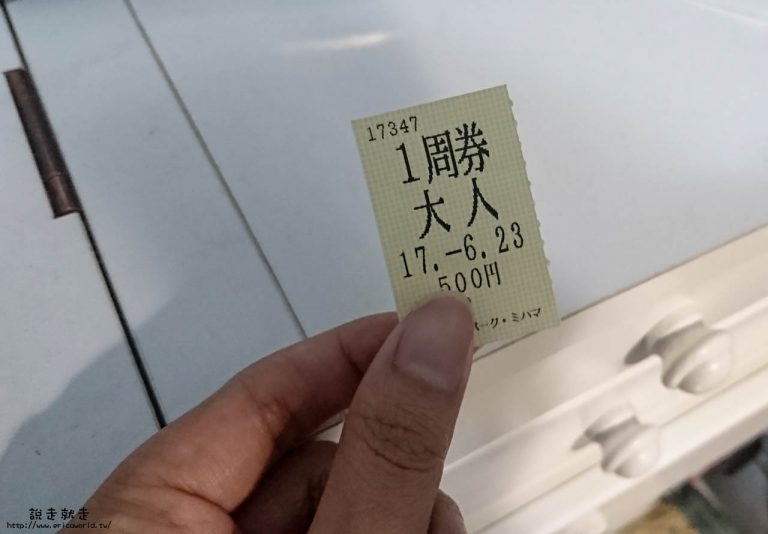 17347
1周券
大人
17.-6.23
500円
ーク・ミハマ
說走就走
http://www.ericaworld.tw/